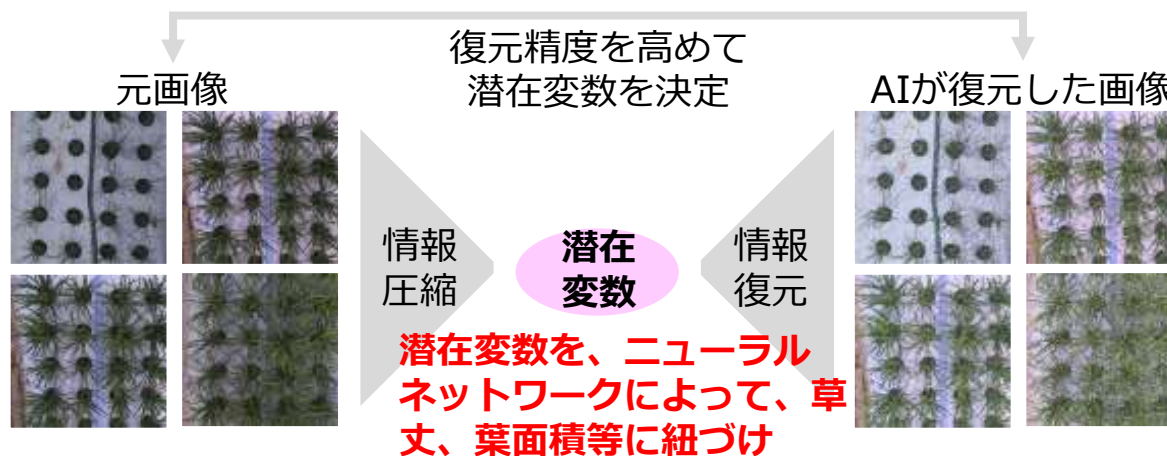 復元精度を高めて
潜在変数を決定
元画像
AIが復元した画像
情報
圧縮
潜在
変数
情報
復元
潜在変数を、ニューラル
ネットワークによって、草
丈、葉面積等に紐づけ